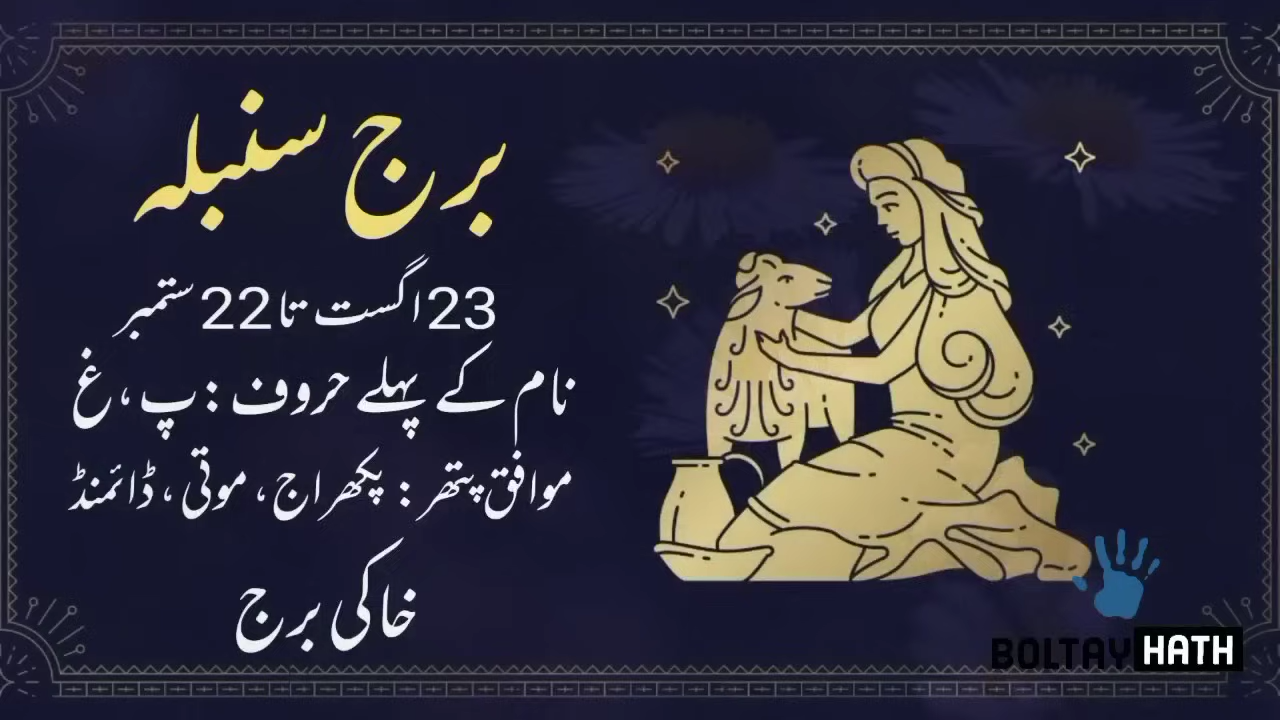 برج سنبلہ
23 اگست تا 22 ستمبر
نام کے پہلے حروف : پ ، غ
موافق پتھر : پکھراج ، موتی ، ڈائمنڈ
خاکی برج
BOLTAY HATH